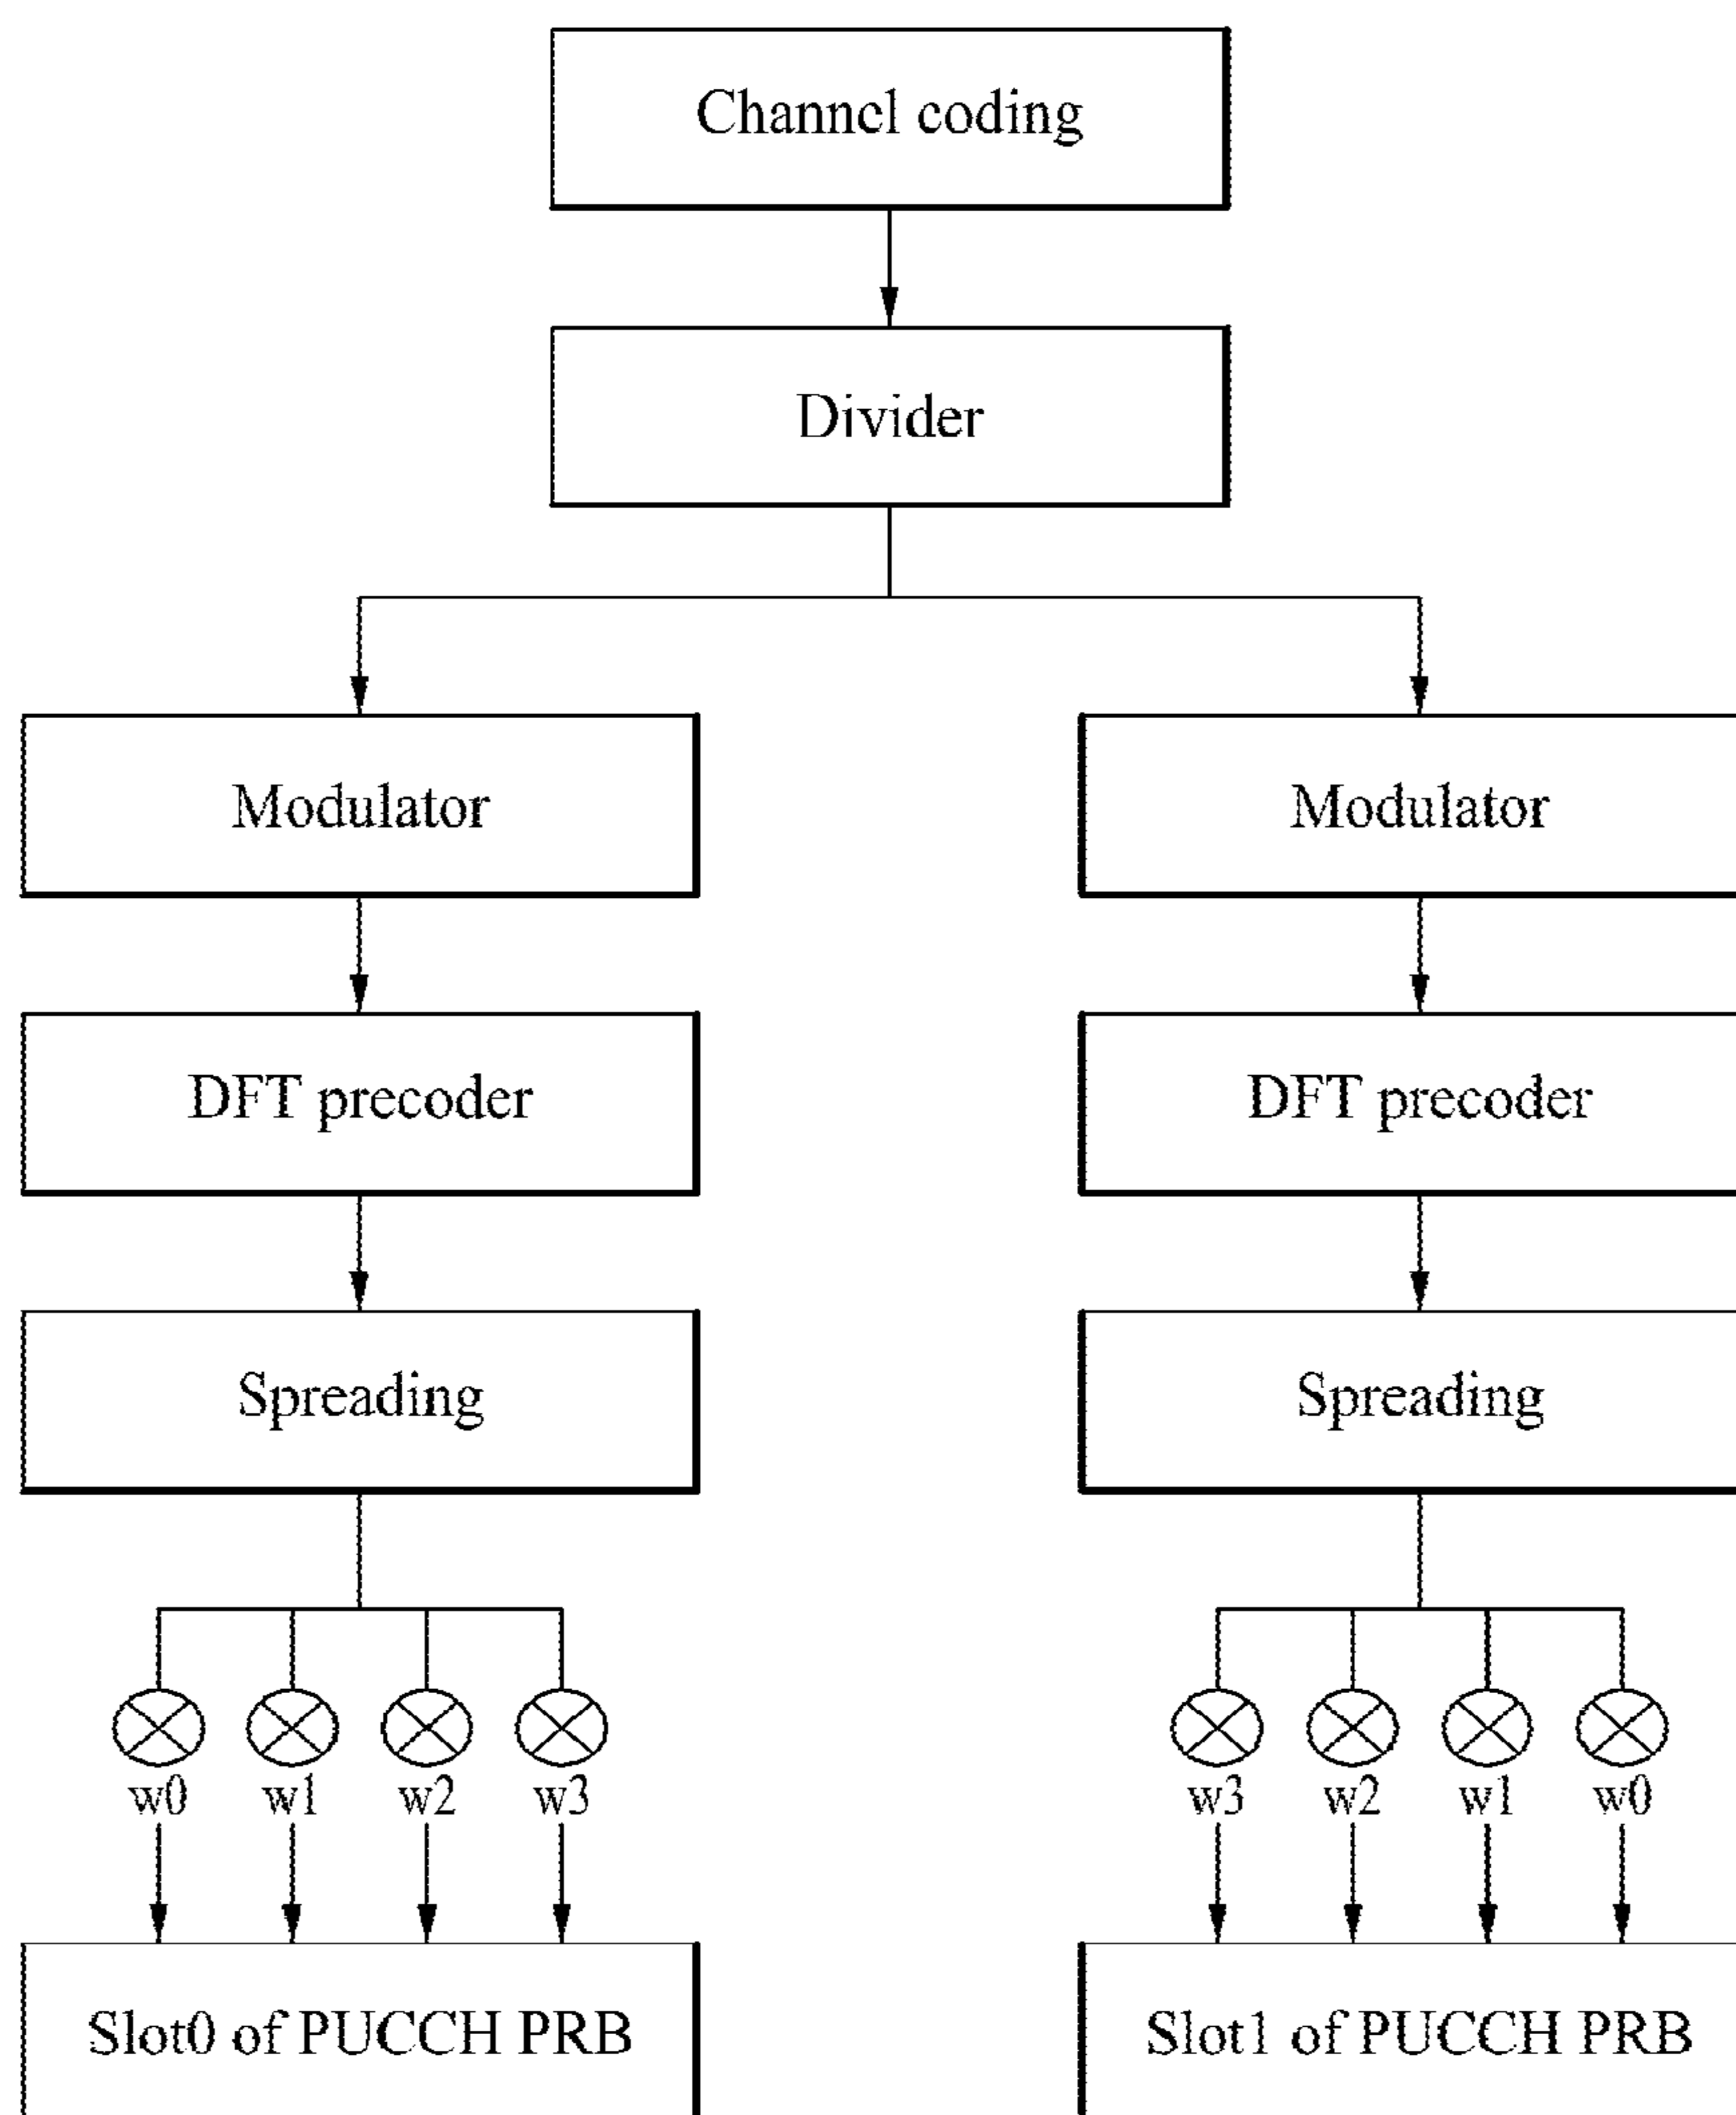 Channel coding
Divider
Modulator
Modulator
DFT precoder
DFT precoder
Spreading
Spreading
w0 w1 w2 w3
w3 w2 w1 w0
Slot0 of PUCCH PRB
Slot1 of PUCCH PRB